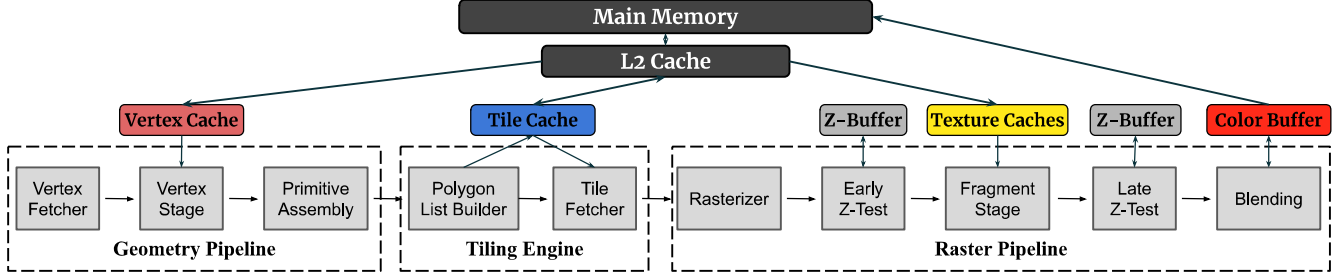 Main Memory
L2 Cache
Vertex Cache
Tile Cache
Z-Buffer
Texture Caches
Z-Buffer
Color Buffer
Vertex
Fetcher
Vertex
Stage
Primitive
Assembly
Geometry Pipeline
Polygon
List Builder
Tile
Fetcher
Tiling Engine
Rasterizer
Early
Z-Test
Fragment
Stage
Late
Z-Test
Blending
Raster Pipeline